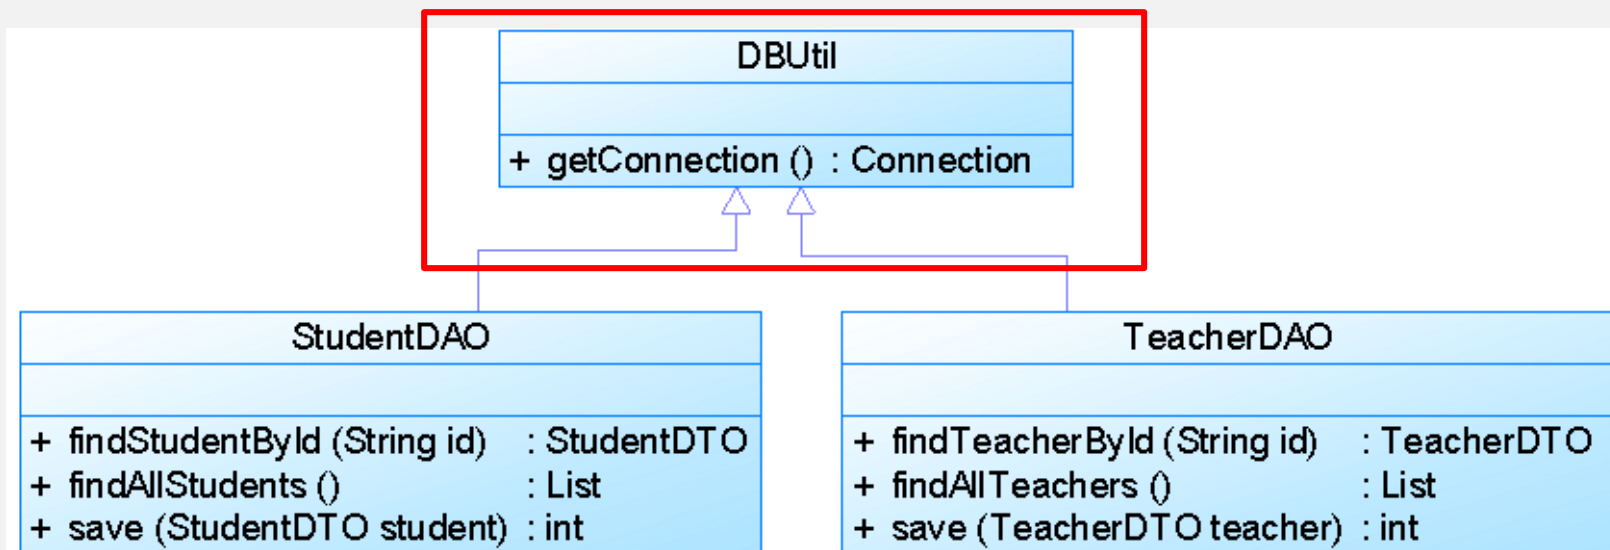 DBUtil
+ getConnection () : Connection
StudentDAO
+ findStudentById (String id) : StudentDTO
+ findAllStudents () : List
+ save (StudentDTO student) : int
TeacherDAO
+ findTeacherById (String id) : TeacherDTO
+ findAllTeachers () : List
+ save (TeacherDTO teacher) : int